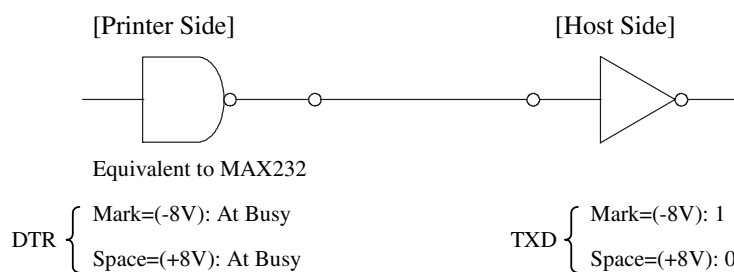 [Printer Side] [Host Side]
Equivalent to MAX232
DTR { Mark=(-8V): At Busy
Space=(+8V): At Busy
TXD { Mark=(-8V): 1
Space=(+8V): 0